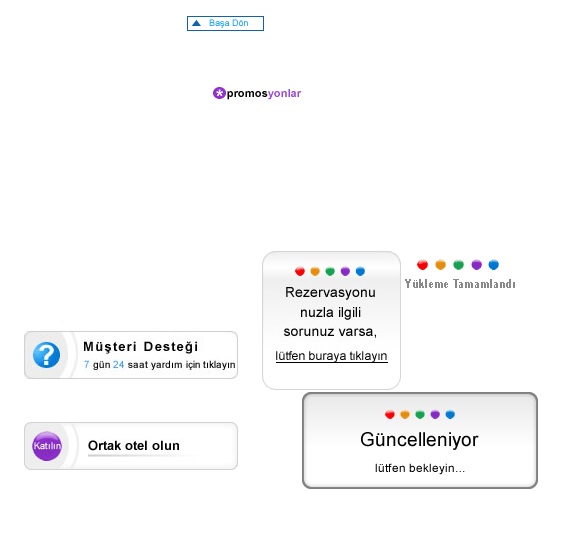 Başa Dön
promosyonlar
Rezervasyonu
nuzla ilgili
sorunuz varsa,
lütfen buraya tıklayın
Yükleme Tamamlandı
Müşteri Desteği
7 gün 24 saat yardım için tıklayın
Katılın
Ortak otel olun
Güncelleniyor
lütfen bekleyin...